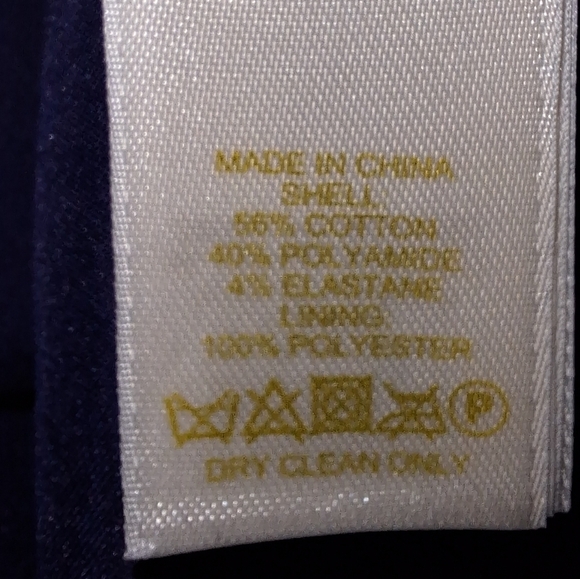 MADE IN CHINA
SHELL
56% COTTON
40% POLYAMIDE
4% ELASTANE
LINING
100% POLYESTER
P
DRY CLEAN ONLY